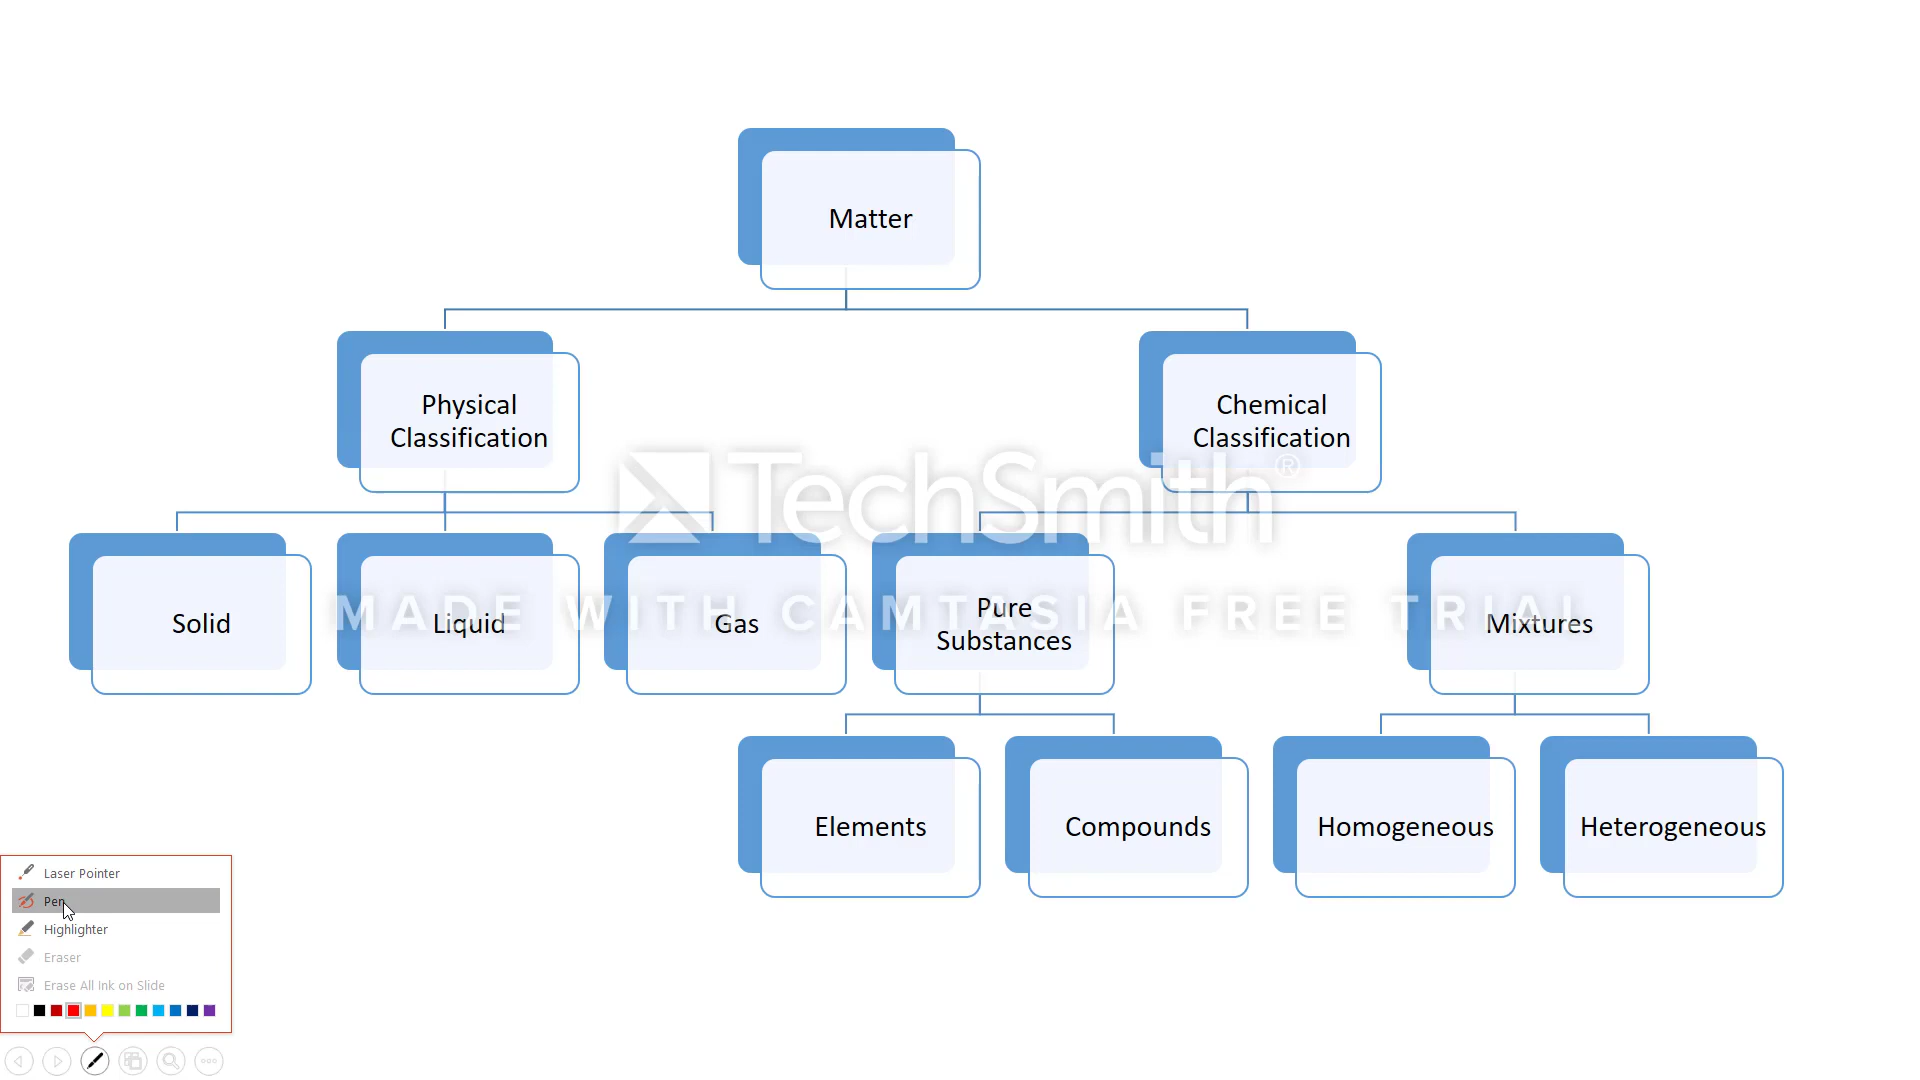 Matter
Physical
Classification
Chemical
Classification
TechSmith®
MADE WITH CAMTASIA FREE TRIAL
Solid
Liquid
Gas
Pure
Substances
Mixtures
Elements
Compounds
Homogeneous
Heterogeneous
Laser Pointer
Pen
Highlighter
Eraser
Erase All Ink on Slide